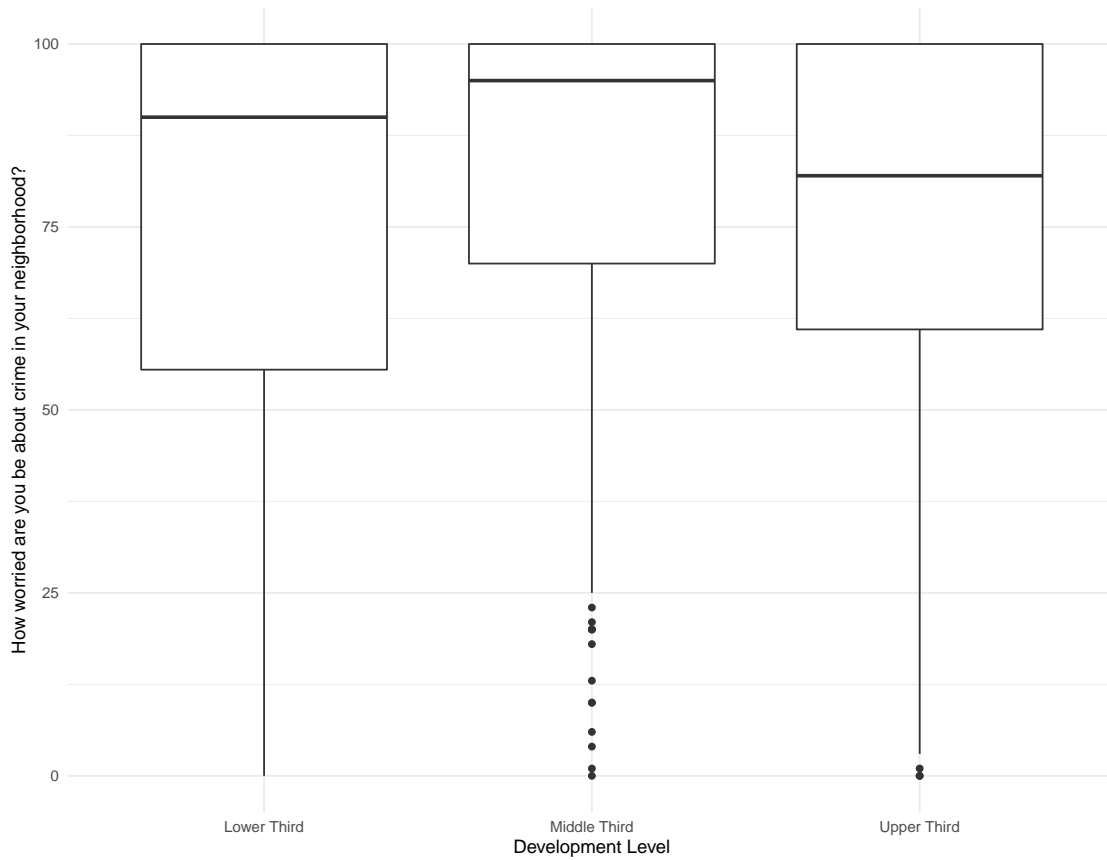 How worried are you be about crime in your neighborhood?
100
75
50
25
0
Lower Third
Middle Third
Upper Third
Development Level